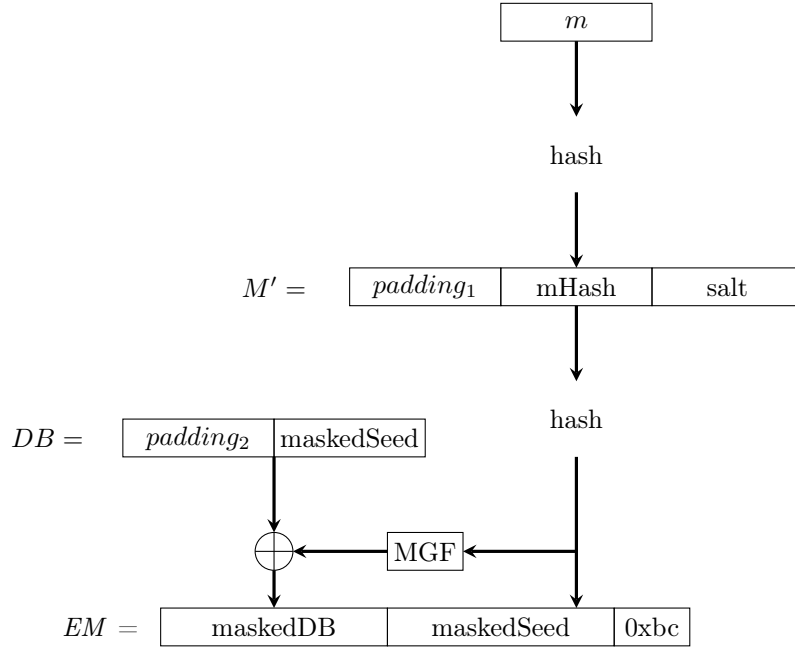 m
hash
M′ = padding₁ mHash salt
hash
DB = padding₂ maskedSeed
MGF
EM = maskedDB maskedSeed 0xbc